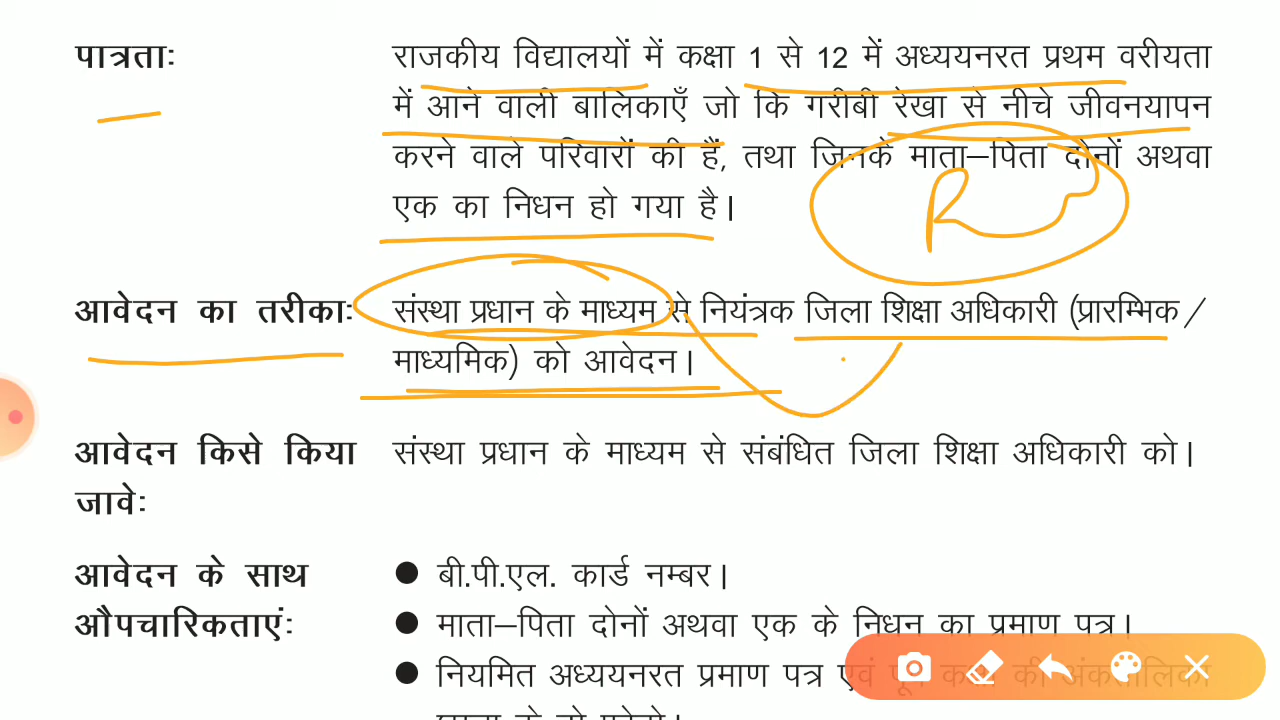 पात्रता: राजकीय विद्यालयों में कक्षा 1 से 12 में अध्ययनरत प्रथम वरीयता
में आने वाली बालिकाएँ जो कि गरीबी रेखा से नीचे जीवनयापन
करने वाले परिवारों की हैं, तथा जिनके माता–पिता दोनों अथवा
एक का निधन हो गया है।
R
आवेदन का तरीका: संस्था प्रधान के माध्यम से नियंत्रक जिला शिक्षा अधिकारी (प्रारम्भिक/
माध्यमिक) को आवेदन।
आवेदन किसे किया संस्था प्रधान के माध्यम से संबंधित जिला शिक्षा अधिकारी को।
जावे:
आवेदन के साथ ● बी.पी.एल. कार्ड नम्बर।
औपचारिकताएं: ● माता–पिता दोनों अथवा एक के निधन का प्रमाण पत्र।
● नियमित अध्ययनरत प्रमाण पत्र एवं पूर्व कक्षा की अंकतालिका